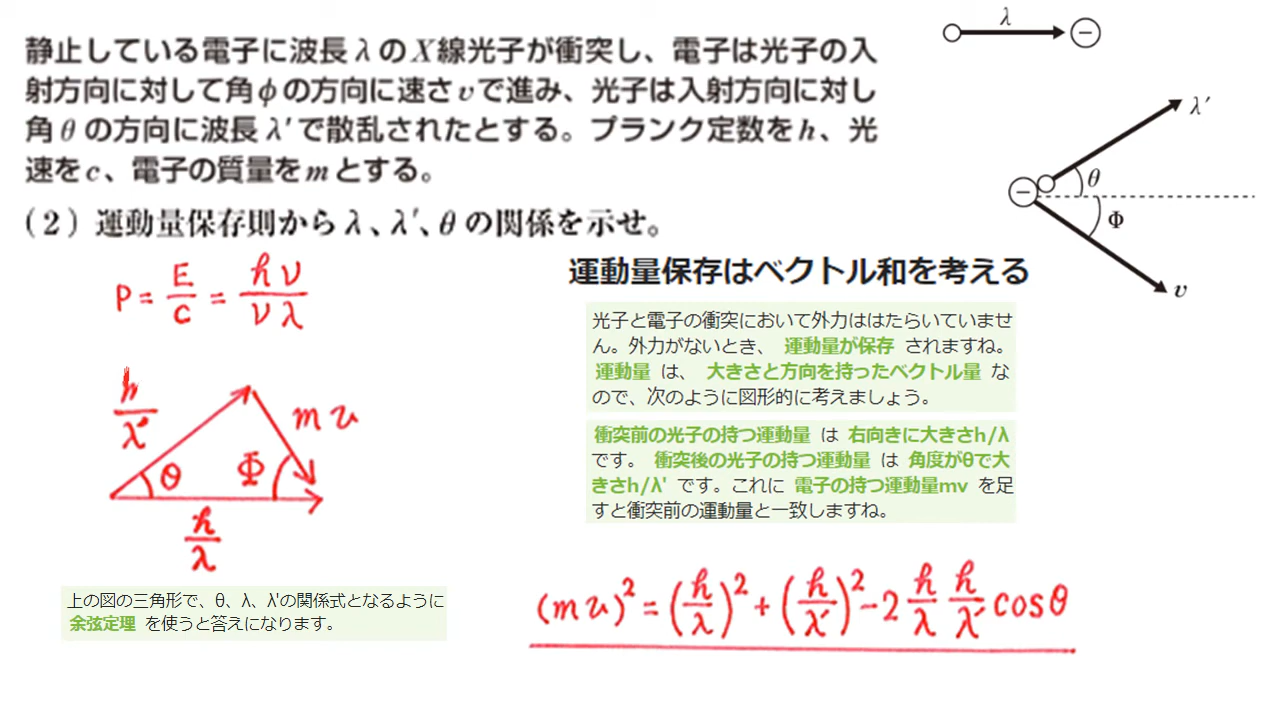 静止している電子に波長λのX線光子が衝突し、電子は光子の入
射方向に対して角φの方向に速さvで進み、光子は入射方向に対し
角θの方向に波長λ'で散乱されたとする。プランク定数をh、光
速をc、電子の質量をmとする。
(2)運動量保存則からλ、λ'、θの関係を示せ。
λ
−
λ'
−
θ
Φ
v
P = E/c = hν/νλ
h/λ'
mv
θ
Φ
h/λ
上の図の三角形で、θ、λ、λ'の関係式となるように
余弦定理 を使うと答えになります。
運動量保存はベクトル和を考える
光子と電子の衝突において外力ははたらいていませ
ん。外力がないとき、 運動量が保存 されますね。
運動量 は、 大きさと方向を持ったベクトル量 な
ので、次のように図形的に考えましょう。
衝突前の光子の持つ運動量 は 右向きに大きさh/λ
です。 衝突後の光子の持つ運動量 は 角度がθで大
きさh/λ' です。これに 電子の持つ運動量mv を足
すと衝突前の運動量と一致しますね。
(mv)² = (h/λ)² + (h/λ')² − 2 h/λ h/λ' cosθ